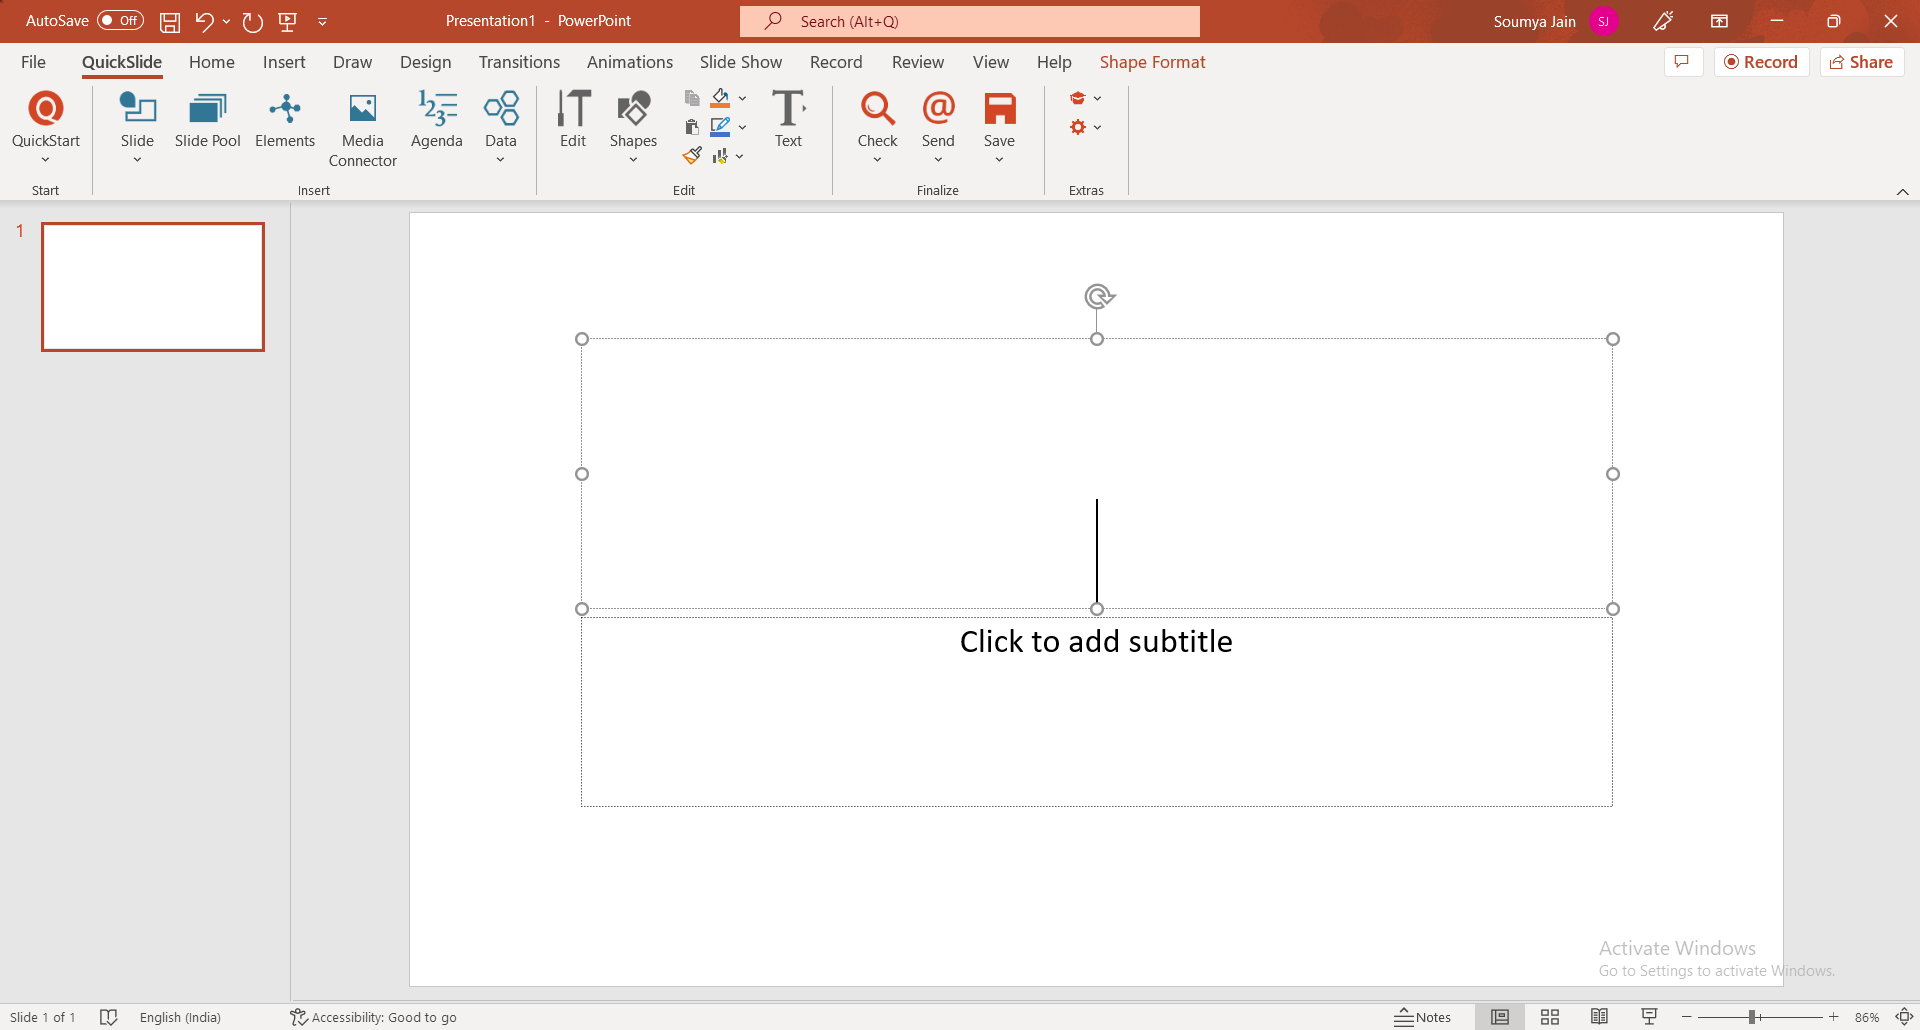 AutoSave Off Presentation1 - PowerPoint Search (Alt+Q) Soumya Jain SJ
File QuickSlide Home Insert Draw Design Transitions Animations Slide Show Record Review View Help Shape Format Record Share
QuickStart Slide Slide Pool Elements Media Connector Agenda Data Edit Shapes Text Check Send Save
Start Insert Edit Finalize Extras
1
Click to add subtitle
Activate Windows
Go to Settings to activate Windows.
Slide 1 of 1 English (India) Accessibility: Good to go Notes 86%